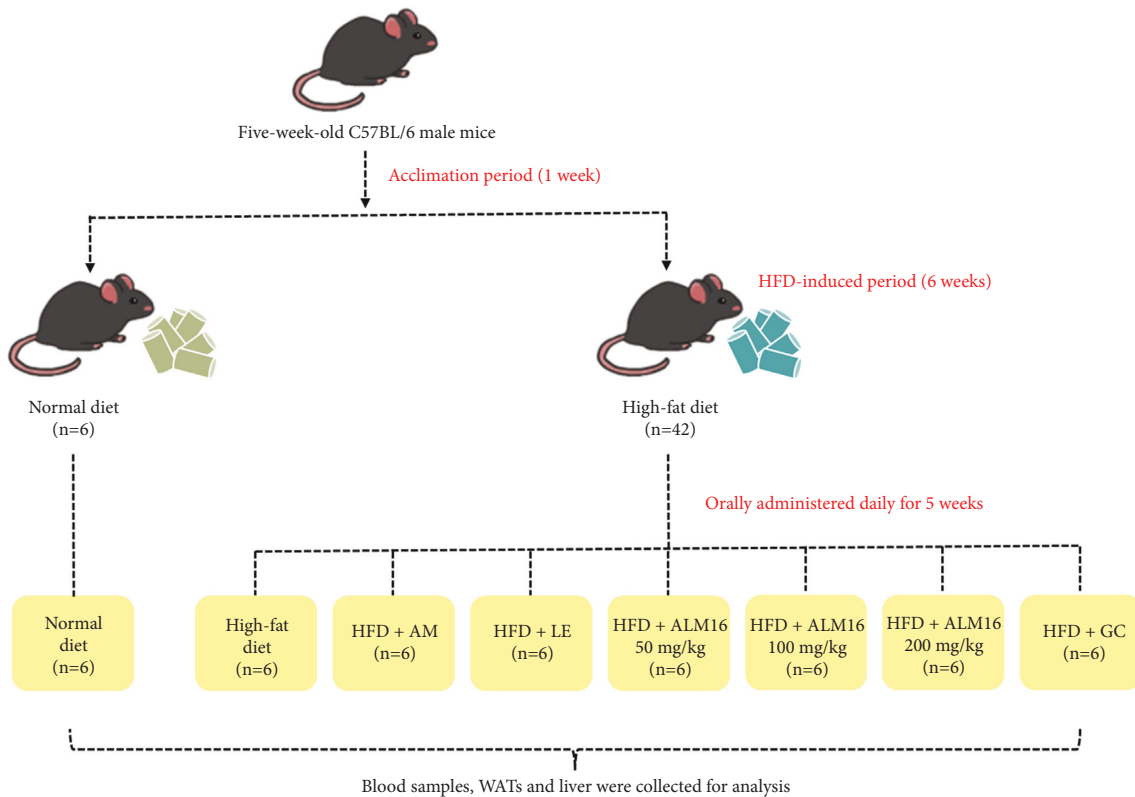 Five-week-old C57BL/6 male mice
Acclimation period (1 week)
HFD-induced period (6 weeks)
Normal diet
(n=6)
High-fat diet
(n=42)
Orally administered daily for 5 weeks
Normal
diet
(n=6)
High-fat
diet
(n=6)
HFD + AM
(n=6)
HFD + LE
(n=6)
HFD + ALM16
50 mg/kg
(n=6)
HFD + ALM16
100 mg/kg
(n=6)
HFD + ALM16
200 mg/kg
(n=6)
HFD + GC
(n=6)
Blood samples, WATs and liver were collected for analysis